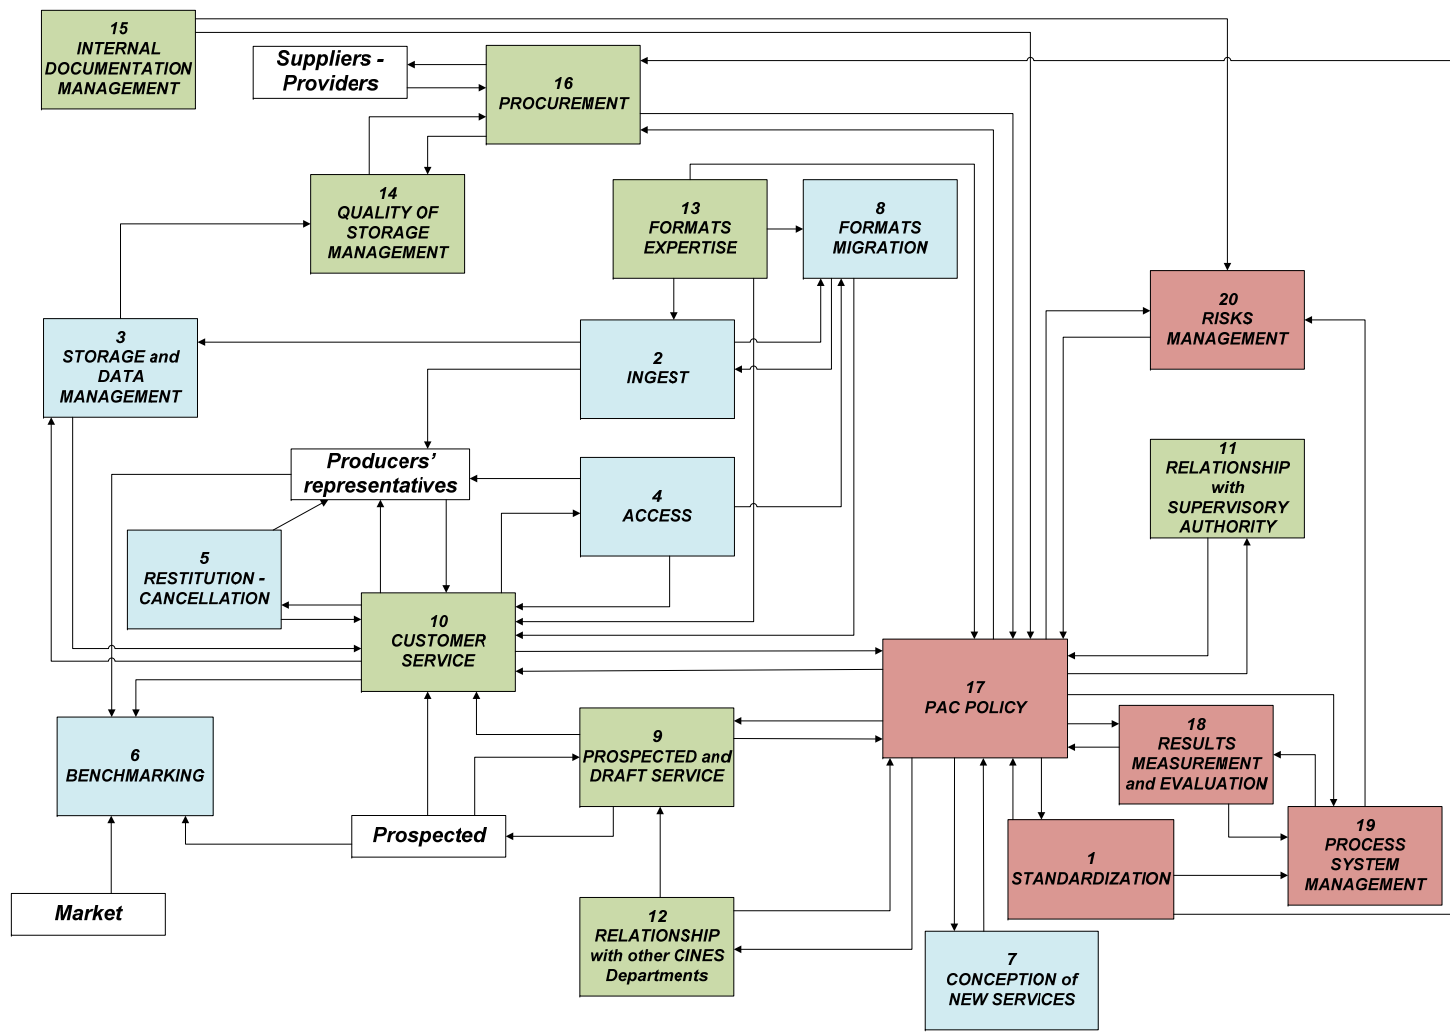 15
INTERNAL
DOCUMENTATION
MANAGEMENT
Suppliers -
Providers
16
PROCUREMENT
14
QUALITY OF
STORAGE
MANAGEMENT
13
FORMATS
EXPERTISE
8
FORMATS
MIGRATION
20
RISKS
MANAGEMENT
3
STORAGE and
DATA
MANAGEMENT
2
INGEST
11
RELATIONSHIP
with
SUPERVISORY
AUTHORITY
Producers’
representatives
4
ACCESS
5
RESTITUTION -
CANCELLATION
10
CUSTOMER
SERVICE
17
PAC POLICY
6
BENCHMARKING
9
PROSPECTED and
DRAFT SERVICE
18
RESULTS
MEASUREMENT
and EVALUATION
Prospected
19
PROCESS
SYSTEM
MANAGEMENT
1
STANDARDIZATION
Market
12
RELATIONSHIP
with other CINES
Departments
7
CONCEPTION of
NEW SERVICES